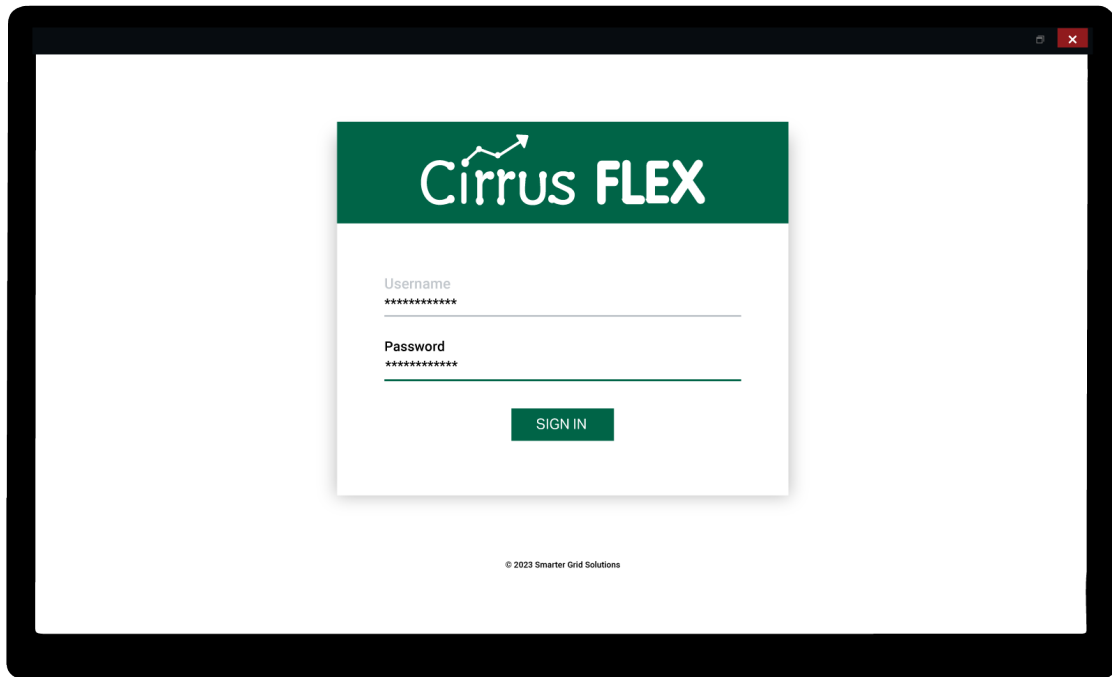 Cirrus FLEX
Username
************
Password
************
SIGN IN
© 2023 Smarter Grid Solutions